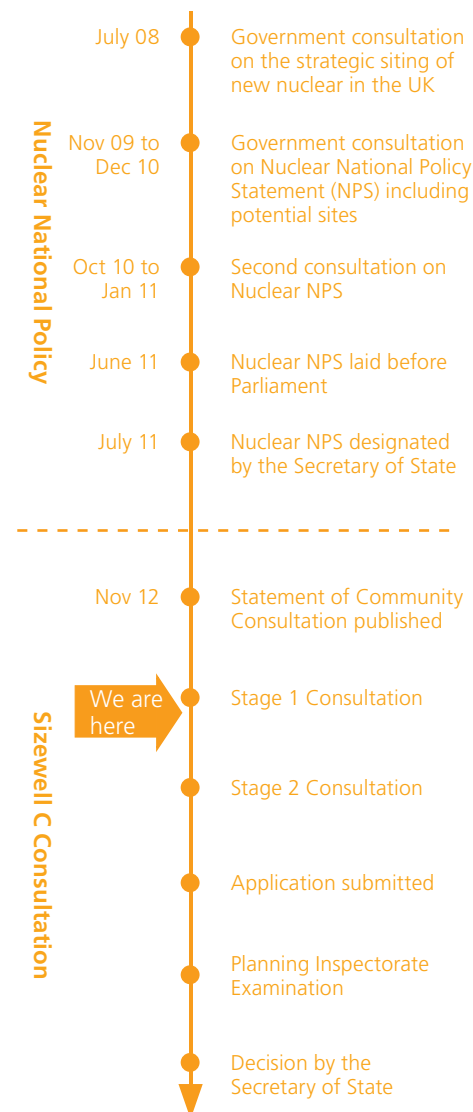 Nuclear National Policy
July 08
Government consultation
on the strategic siting of
new nuclear in the UK
Nov 09 to
Dec 10
Government consultation
on Nuclear National Policy
Statement (NPS) including
potential sites
Oct 10 to
Jan 11
Second consultation on
Nuclear NPS
June 11
Nuclear NPS laid before
Parliament
July 11
Nuclear NPS designated
by the Secretary of State
Sizewell C Consultation
Nov 12
Statement of Community
Consultation published
We are
here
Stage 1 Consultation
Stage 2 Consultation
Application submitted
Planning Inspectorate
Examination
Decision by the
Secretary of State